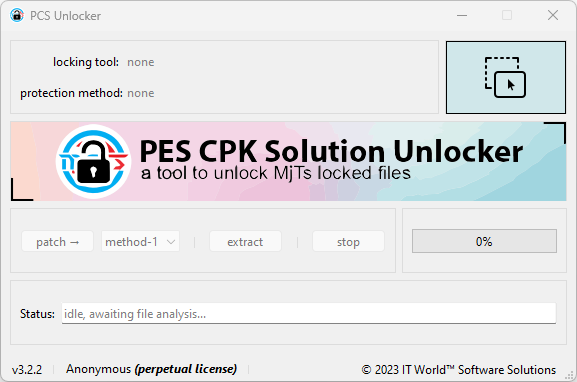 PCS Unlocker
locking tool: none
protection method: none
PES CPK Solution Unlocker
a tool to unlock MjTs locked files
patch → method-1 extract stop 0%
Status: idle, awaiting file analysis...
v3.2.2 Anonymous (perpetual license) © 2023 IT World™ Software Solutions